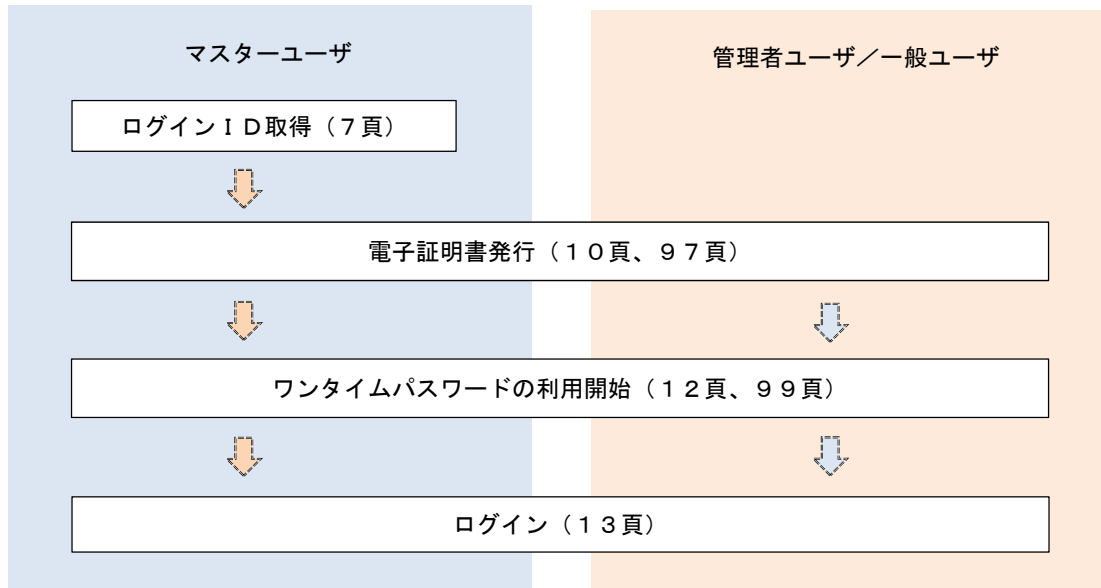 マスターユーザ
管理者ユーザ／一般ユーザ
ログインＩＤ取得（７頁）
電子証明書発行（１０頁、９７頁）
ワンタイムパスワードの利用開始（１２頁、９９頁）
ログイン（１３頁）